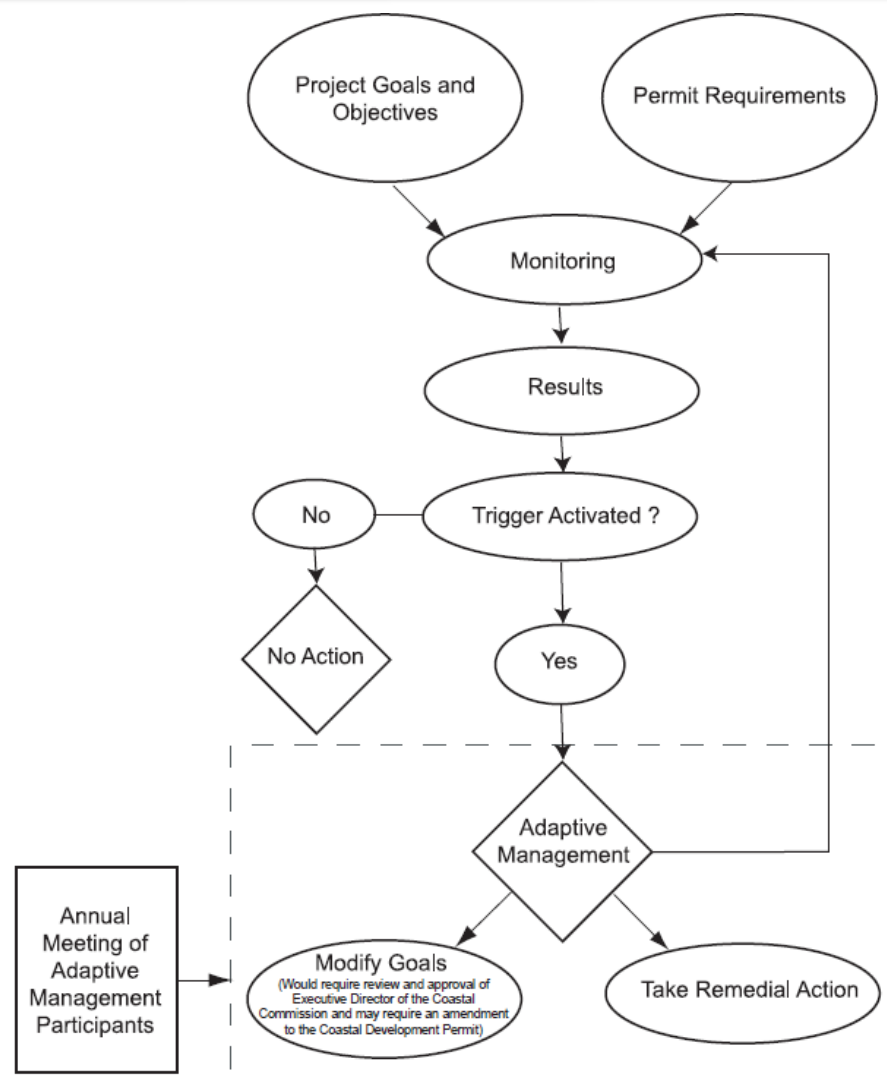 Project Goals and
Objectives
Permit Requirements
Monitoring
Results
No
Trigger Activated ?
No Action
Yes
Adaptive
Management
Annual
Meeting of
Adaptive
Management
Participants
Modify Goals
(Would require review and approval of
Executive Director of the Coastal
Commission and may require an amendment
to the Coastal Development Permit)
Take Remedial Action